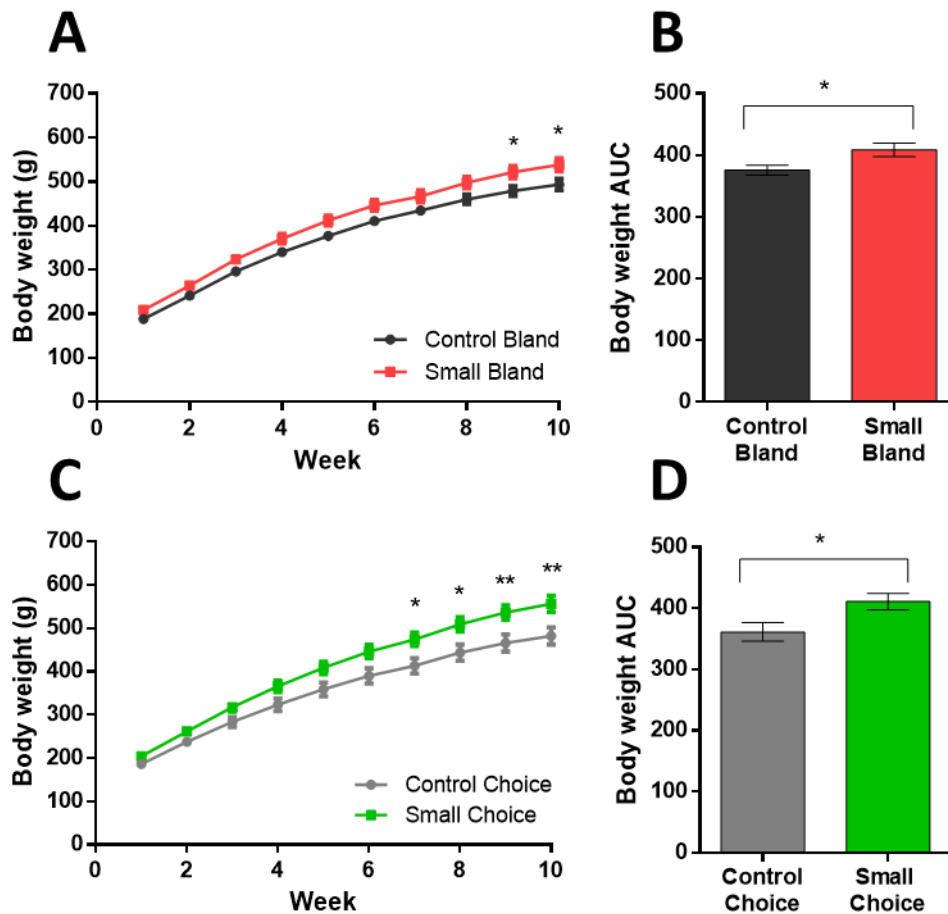 A
Body weight (g)
700
600
500
400
300
200
100
0
* *
Control Bland
Small Bland
0 2 4 6 8 10
Week
B
Body weight AUC
500
400
300
200
100
0
*
Control
Bland
Small
Bland
C
Body weight (g)
700
600
500
400
300
200
100
0
* * ** **
Control Choice
Small Choice
0 2 4 6 8 10
Week
D
Body weight AUC
500
400
300
200
100
0
*
Control
Choice
Small
Choice